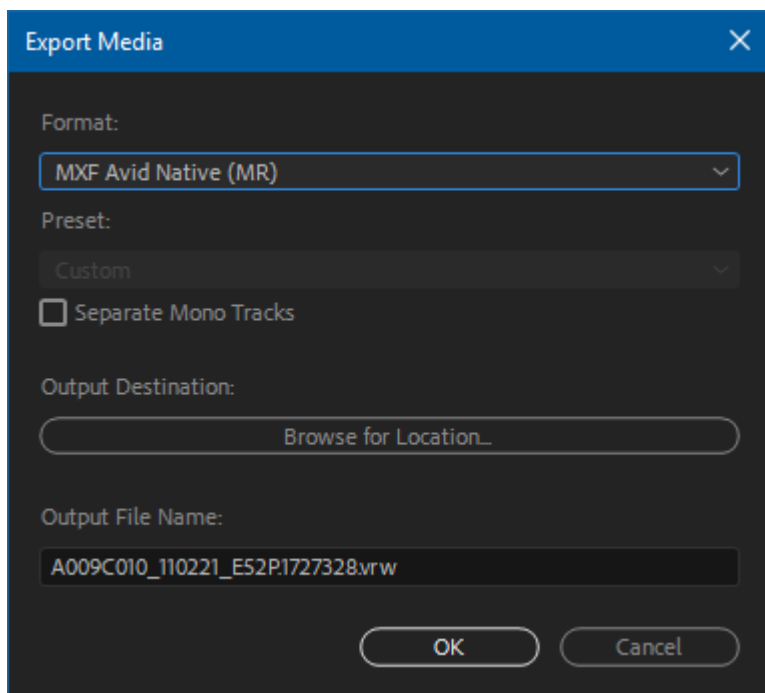 Export Media
Format:
MXF Avid Native (MR)
Preset:
Custom
Separate Mono Tracks
Output Destination:
Browse for Location...
Output File Name:
A009C010_110221_E52P.1727328.vrw
OK
Cancel